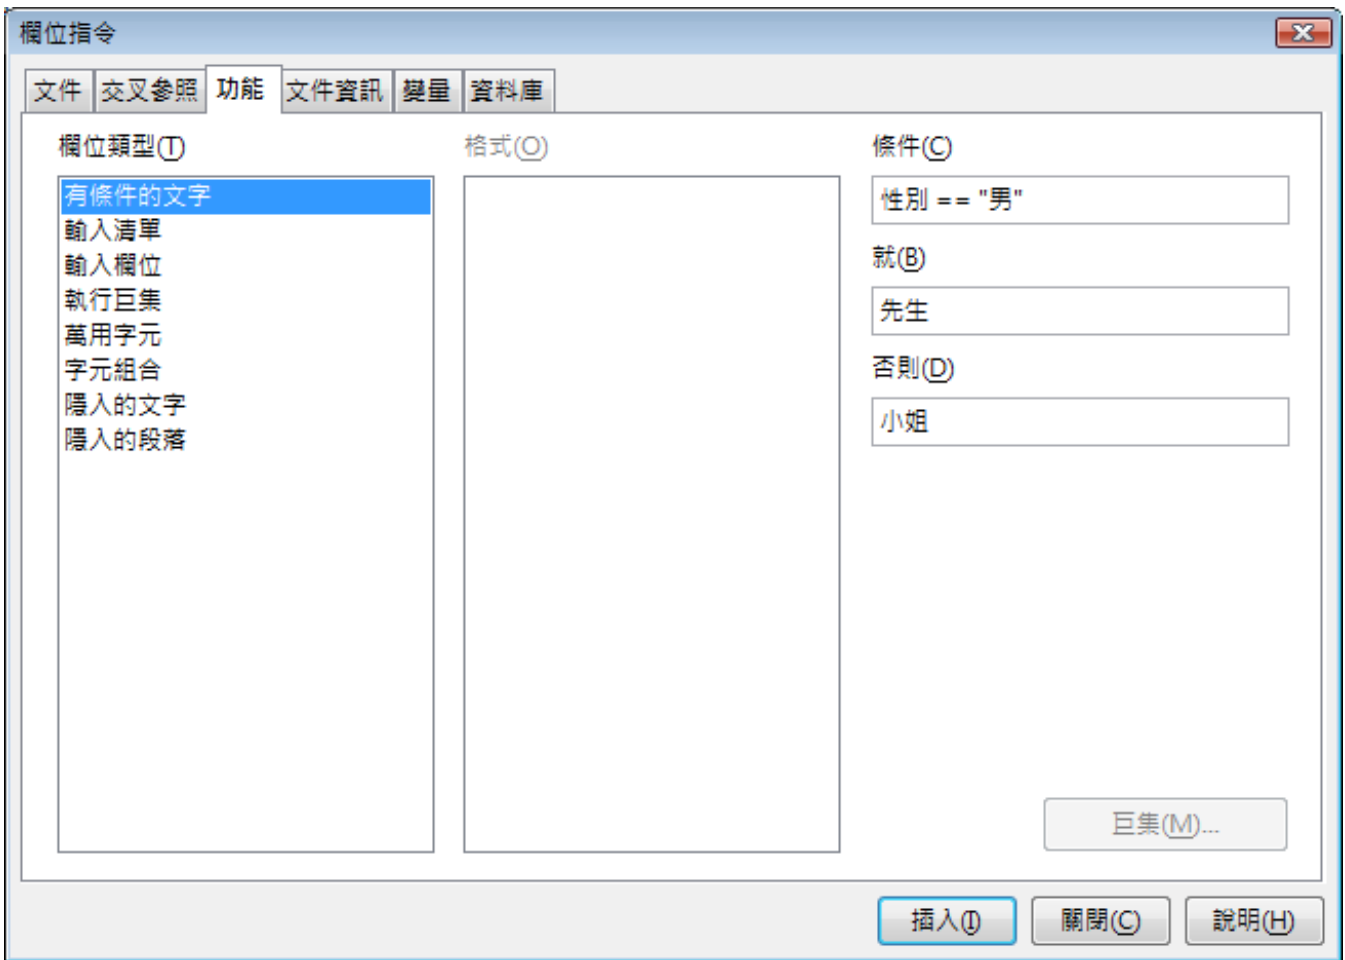 欄位指令
文件 交叉參照 功能 文件資訊 變量 資料庫
欄位類型(T)
有條件的文字
輸入清單
輸入欄位
執行巨集
萬用字元
字元組合
隱入的文字
隱入的段落
格式(O)
條件(C)
性別 == "男"
就(B)
先生
否則(D)
小姐
巨集(M)...
插入(I) 關閉(C) 說明(H)